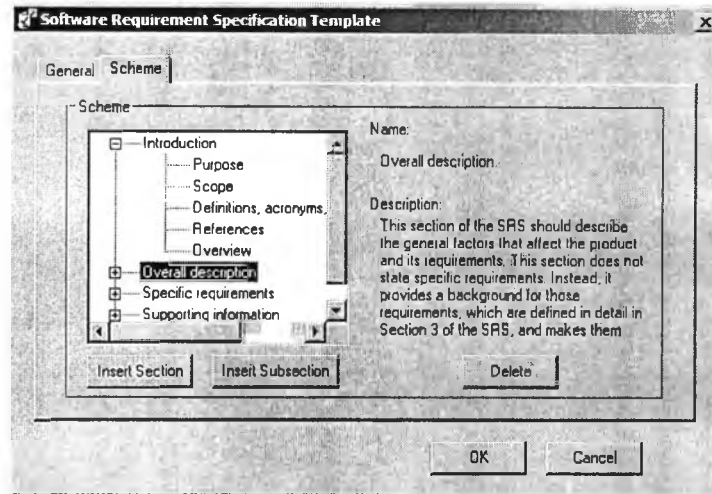 Software Requirement Specification Template
General Scheme
Scheme
Introduction
Purpose
Scope
Definitions, acronyms,
References
Overview
Overall description
Specific requirements
Supporting information
Name:
Overall description.
Description:
This section of the SRS should describe
the general factors that affect the product
and its requirements. This section does not
state specific requirements. Instead, it
provides a background for those
requirements, which are defined in detail in
Section 3 of the SRS, and makes them
Insert Section Insert Subsection Delete
OK Cancel